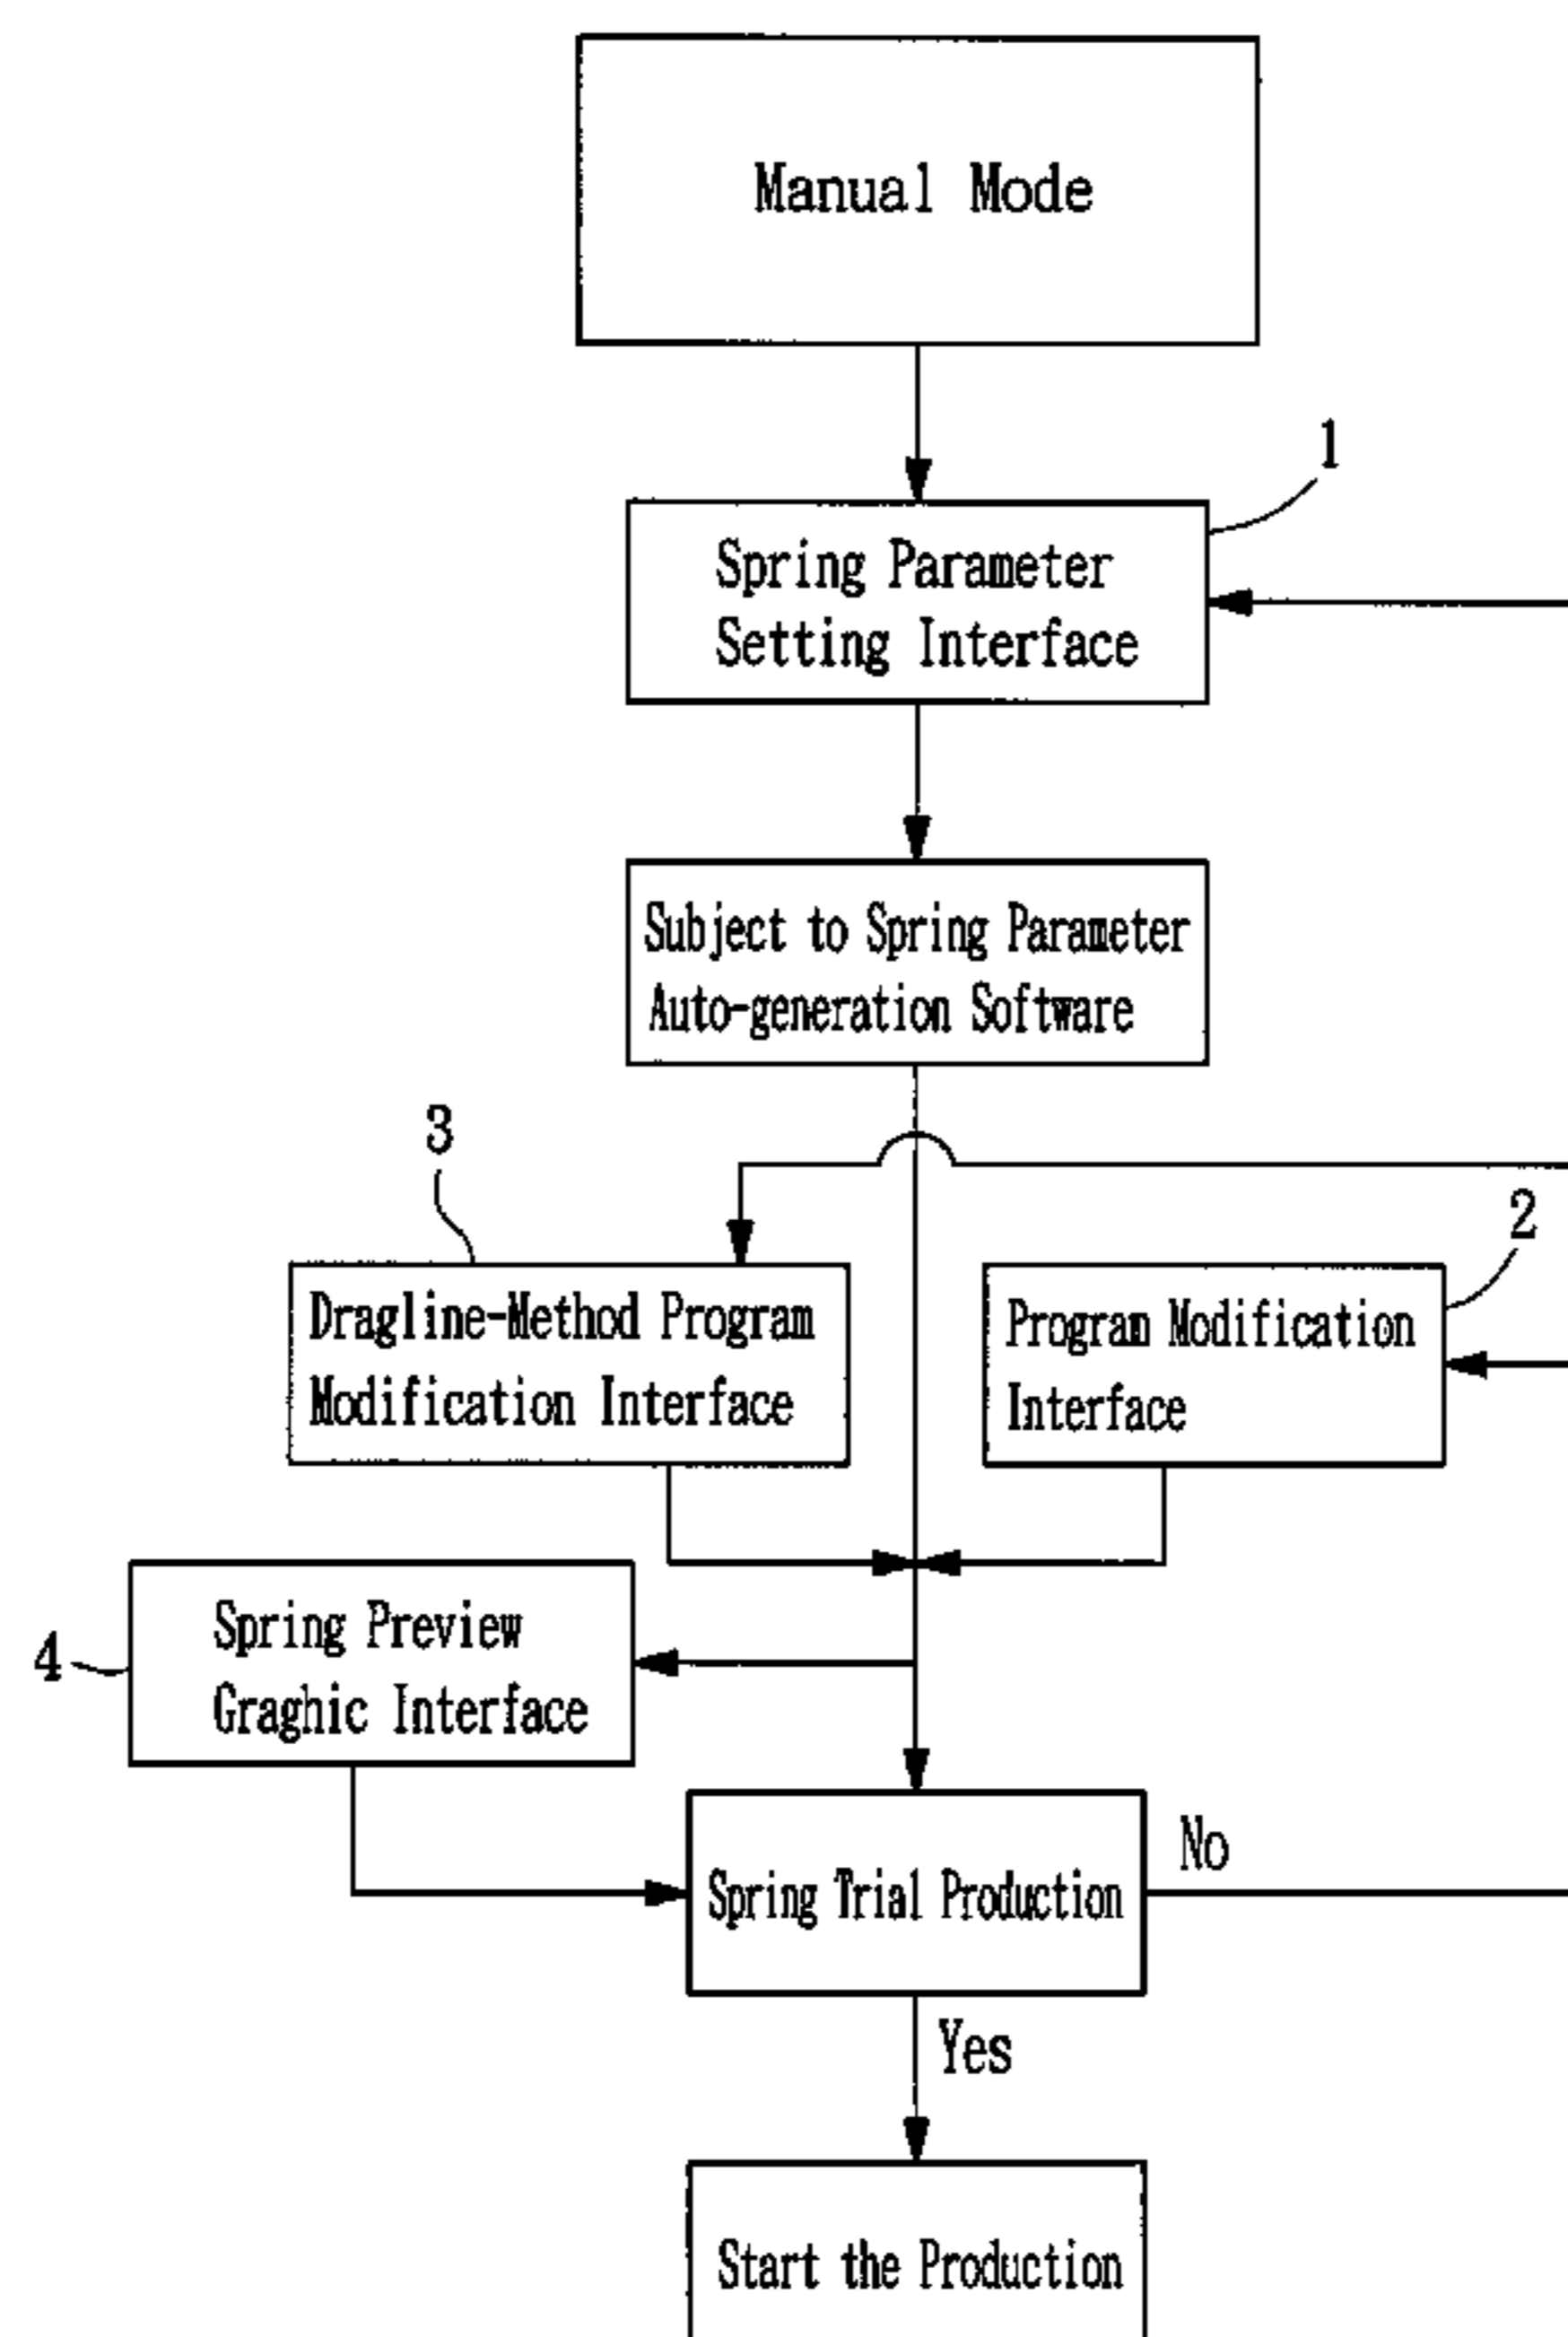 Manual Mode
1
Spring Parameter
Setting Interface
Subject to Spring Parameter
Auto-generation Software
3
2
Dragline-Method Program
Modification Interface
Program Modification
Interface
4
Spring Preview
Graghic Interface
No
Spring Trial Production
Yes
Start the Production